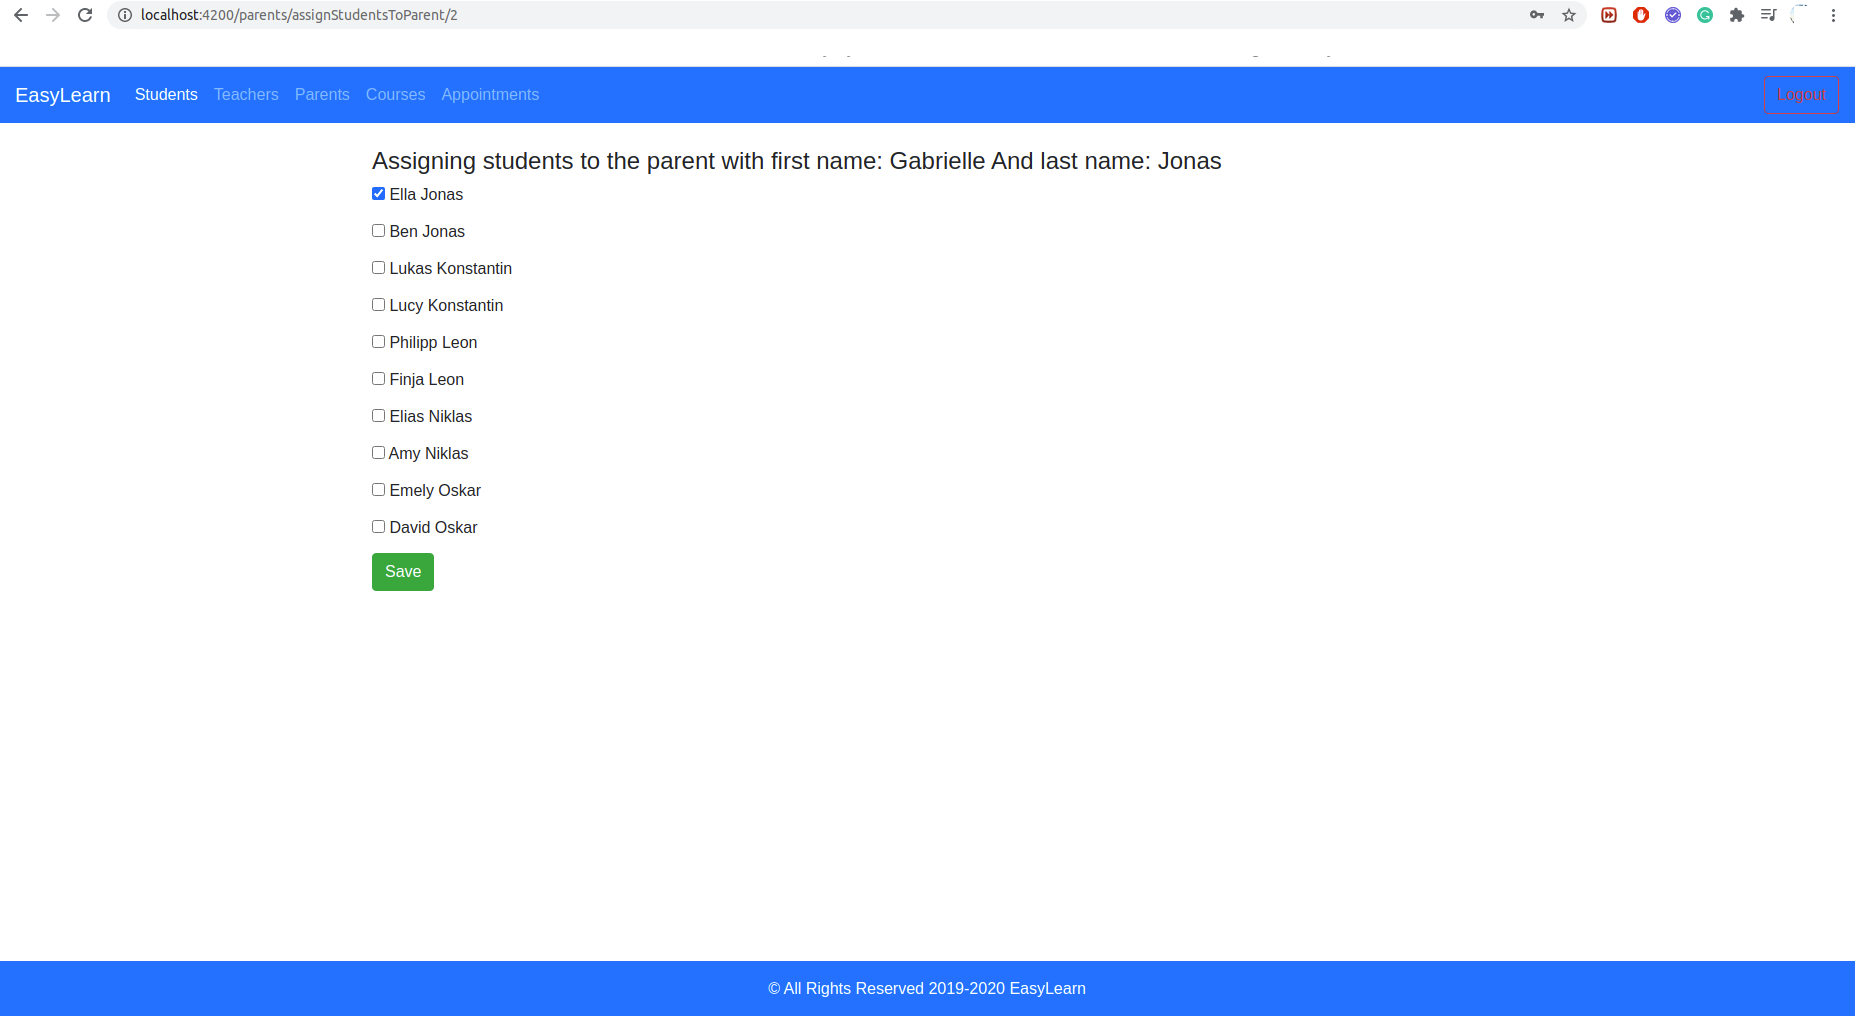 localhost:4200/parents/assignStudentsToParent/2
EasyLearn Students Teachers Parents Courses Appointments Logout
Assigning students to the parent with first name: Gabrielle And last name: Jonas
Ella Jonas
Ben Jonas
Lukas Konstantin
Lucy Konstantin
Philipp Leon
Finja Leon
Elias Niklas
Amy Niklas
Emely Oskar
David Oskar
Save
© All Rights Reserved 2019-2020 EasyLearn